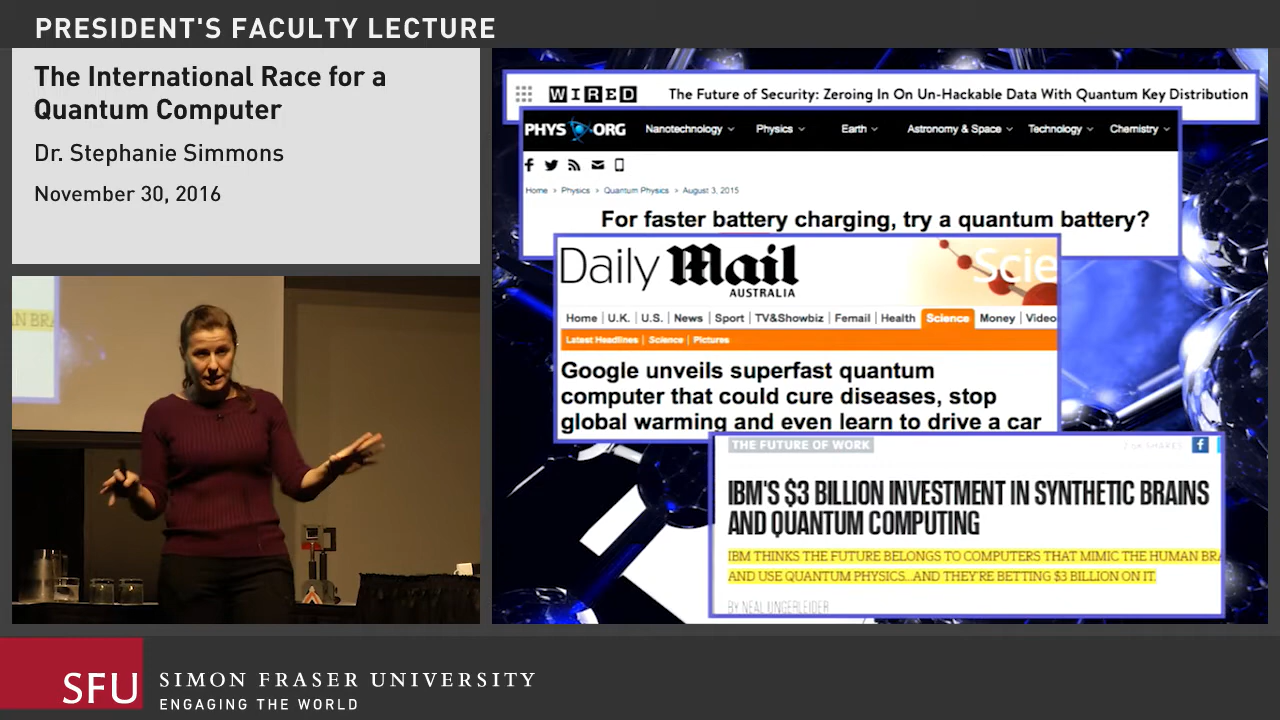 PRESIDENT'S FACULTY LECTURE
The International Race for a
Quantum Computer
Dr. Stephanie Simmons
November 30, 2016
N BRA
WIRED The Future of Security: Zeroing In On Un-Hackable Data With Quantum Key Distribution
PHYS ORG Nanotechnology Physics Earth Astronomy & Space Technology Chemistry
Home > Physics > Quantum Physics > August 3, 2015
For faster battery charging, try a quantum battery?
Daily Mail
AUSTRALIA
Scie
Home | U.K. | U.S. | News | Sport | TV&Showbiz | Femail | Health | Science | Money | Video
Latest Headlines | Science | Pictures
Google unveils superfast quantum
computer that could cure diseases, stop
global warming and even learn to drive a car
THE FUTURE OF WORK
SHARES
IBM'S $3 BILLION INVESTMENT IN SYNTHETIC BRAINS
AND QUANTUM COMPUTING
IBM THINKS THE FUTURE BELONGS TO COMPUTERS THAT MIMIC THE HUMAN BRA
AND USE QUANTUM PHYSICS...AND THEY'RE BETTING $3 BILLION ON IT.
BY NEAL UNGERLEIDER
SFU SIMON FRASER UNIVERSITY
ENGAGING THE WORLD